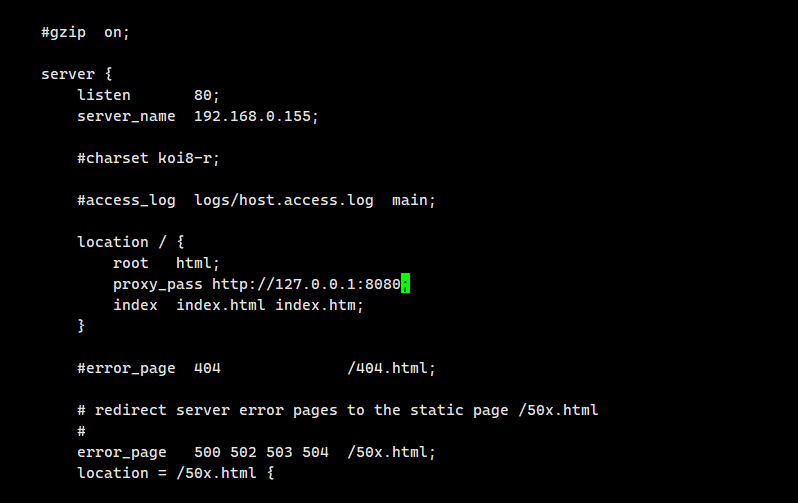 #gzip  on;
server {
listen       80;
server_name  192.168.0.155;
#charset koi8-r;
#access_log  logs/host.access.log  main;
location / {
root   html;
proxy_pass http://127.0.0.1:8080;
index  index.html index.htm;
}
#error_page  404              /404.html;
# redirect server error pages to the static page /50x.html
#
error_page   500 502 503 504  /50x.html;
location = /50x.html {